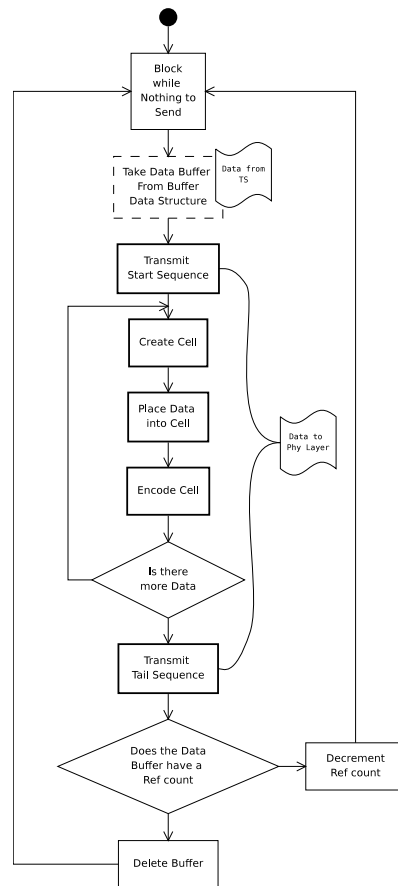 Block
while
Nothing to
Send
Take Data Buffer
From Buffer
Data Structure
Data from
TS
Transmit
Start Sequence
Create Cell
Place Data
into Cell
Data to
Phy Layer
Encode Cell
Is there
more Data
Transmit
Tail Sequence
Does the Data
Buffer have a
Ref count
Decrement
Ref count
Delete Buffer